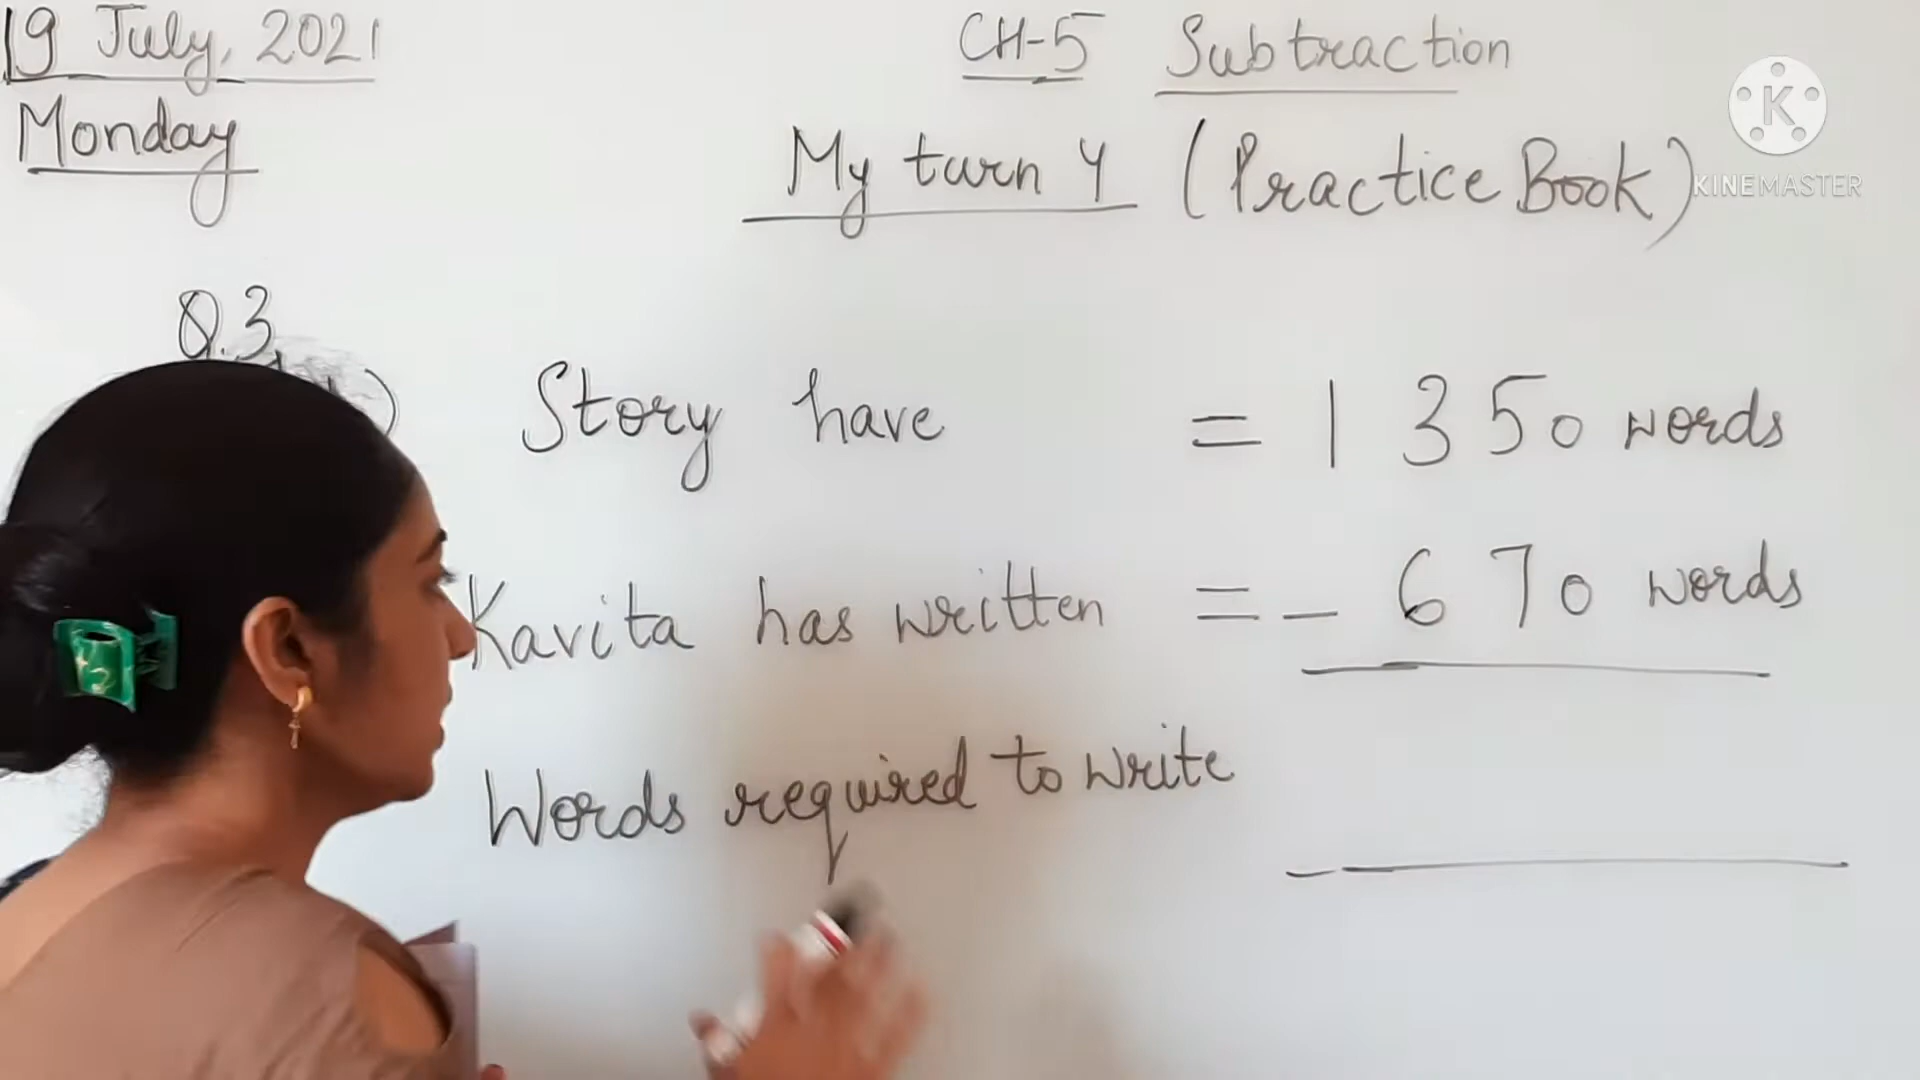 19 July, 2021
CH-5 Subtraction
Monday
My turn 4 (Practice Book)
KINEMASTER
Q.3
Story have = 1 3 5 0 words
Kavita has written = - 6 7 0 words
Words required to write